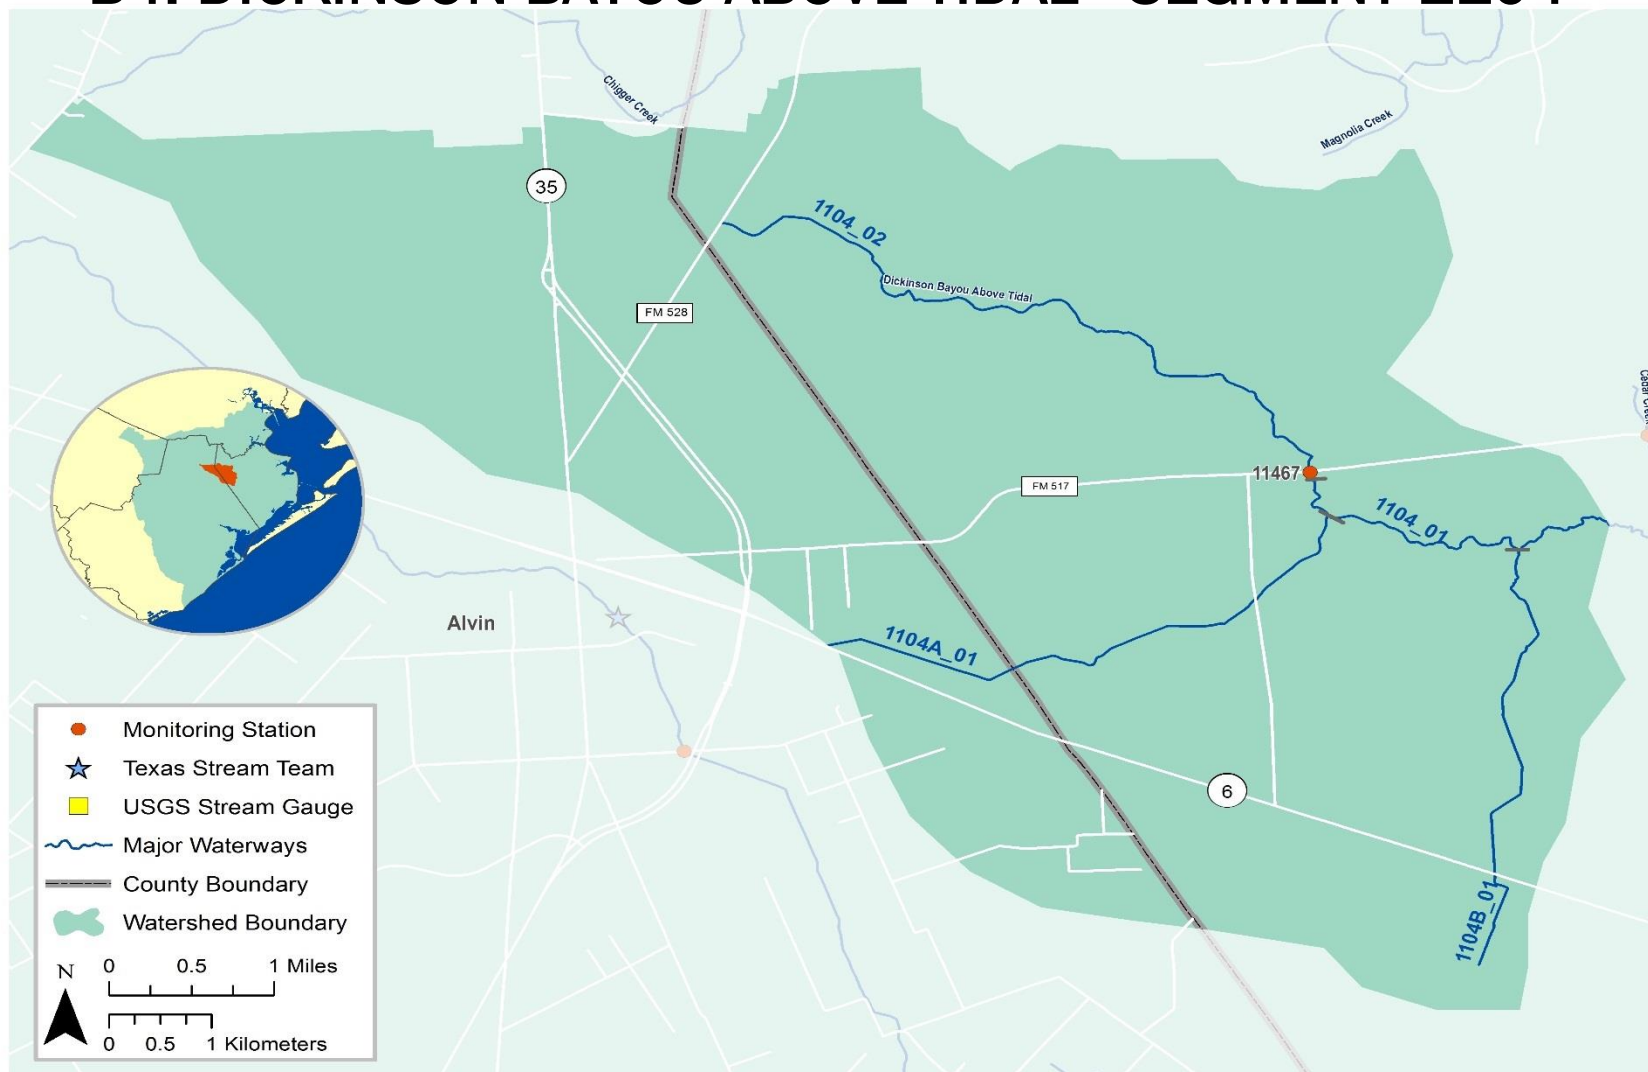 Chigger Creek
Magnolia Creek
35
1104_02
Dickinson Bayou Above Tidal
FM 528
11467
FM 517
1104_01
Alvin
1104A_01
6
1104B_01
Monitoring Station
Texas Stream Team
USGS Stream Gauge
Major Waterways
County Boundary
Watershed Boundary
N
0 0.5 1 Miles
0 0.5 1 Kilometers